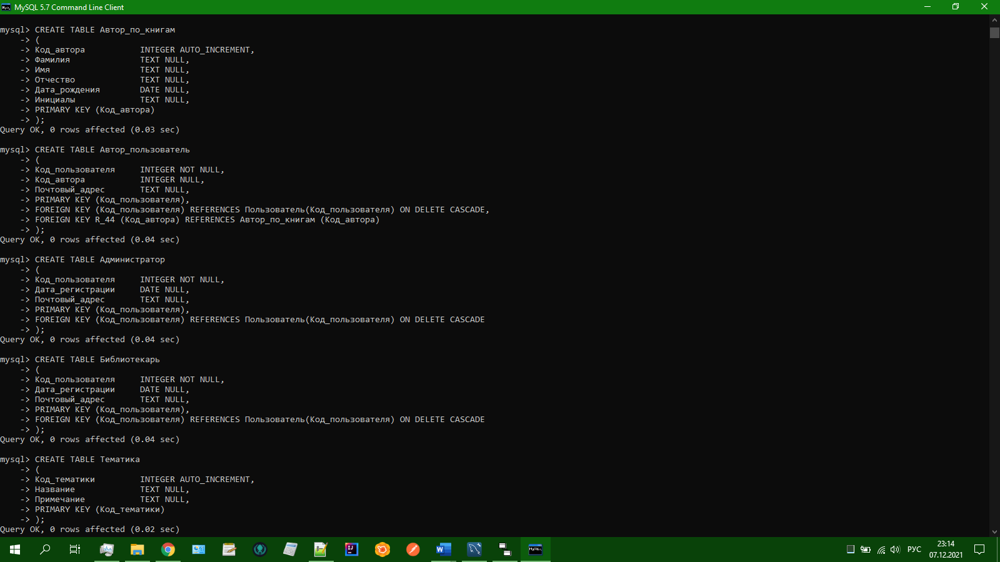 MySQL 5.7 Command Line Client
mysql> CREATE TABLE Автор_по_книгам
    -> (
    -> Код_автора           INTEGER AUTO_INCREMENT,
    -> Фамилия              TEXT NULL,
    -> Имя                  TEXT NULL,
    -> Отчество             TEXT NULL,
    -> Дата_рождения        DATE NULL,
    -> Инициалы             TEXT NULL,
    -> PRIMARY KEY (Код_автора)
    -> );
Query OK, 0 rows affected (0.03 sec)
mysql> CREATE TABLE Автор_пользователь
    -> (
    -> Код_пользователя     INTEGER NOT NULL,
    -> Код_автора           INTEGER NULL,
    -> Почтовый_адрес       TEXT NULL,
    -> PRIMARY KEY (Код_пользователя),
    -> FOREIGN KEY (Код_пользователя) REFERENCES Пользователь(Код_пользователя) ON DELETE CASCADE,
    -> FOREIGN KEY R_44 (Код_автора) REFERENCES Автор_по_книгам (Код_автора)
    -> );
Query OK, 0 rows affected (0.04 sec)
mysql> CREATE TABLE Администратор
    -> (
    -> Код_пользователя     INTEGER NOT NULL,
    -> Дата_регистрации     DATE NULL,
    -> Почтовый_адрес       TEXT NULL,
    -> PRIMARY KEY (Код_пользователя),
    -> FOREIGN KEY (Код_пользователя) REFERENCES Пользователь(Код_пользователя) ON DELETE CASCADE
    -> );
Query OK, 0 rows affected (0.04 sec)
mysql> CREATE TABLE Библиотекарь
    -> (
    -> Код_пользователя     INTEGER NOT NULL,
    -> Дата_регистрации     DATE NULL,
    -> Почтовый_адрес       TEXT NULL,
    -> PRIMARY KEY (Код_пользователя),
    -> FOREIGN KEY (Код_пользователя) REFERENCES Пользователь(Код_пользователя) ON DELETE CASCADE
    -> );
Query OK, 0 rows affected (0.04 sec)
mysql> CREATE TABLE Тематика
    -> (
    -> Код_тематики         INTEGER AUTO_INCREMENT,
    -> Название             TEXT NULL,
    -> Примечание           TEXT NULL,
    -> PRIMARY KEY (Код_тематики)
    -> );
Query OK, 0 rows affected (0.02 sec)
РУС
23:14
07.12.2021